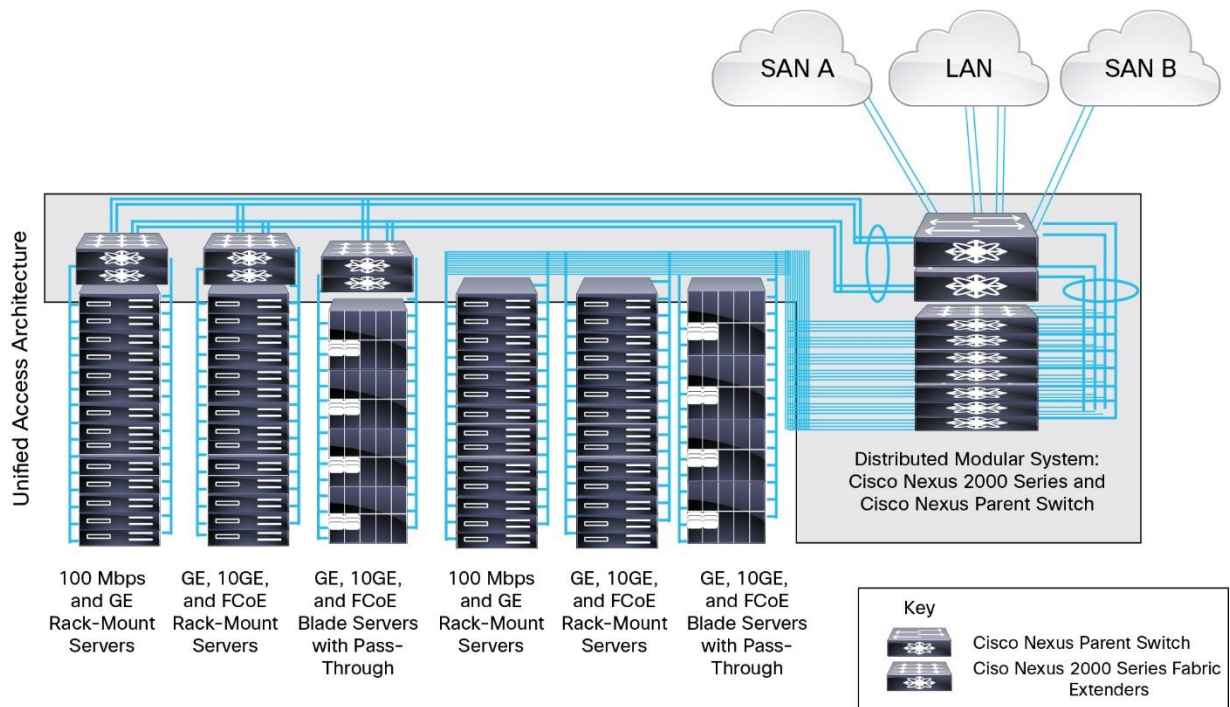 SAN A
LAN
SAN B
Unified Access Architecture
Distributed Modular System:
Cisco Nexus 2000 Series and
Cisco Nexus Parent Switch
100 Mbps
and GE
Rack-Mount
Servers
GE, 10GE,
and FCoE
Rack-Mount
Servers
GE, 10GE,
and FCoE
Blade Servers
with Pass-
Through
100 Mbps
and GE
Rack-Mount
Servers
GE, 10GE,
and FCoE
Rack-Mount
Servers
GE, 10GE,
and FCoE
Blade Servers
with Pass-
Through
Key
Cisco Nexus Parent Switch
Ciso Nexus 2000 Series Fabric
Extenders